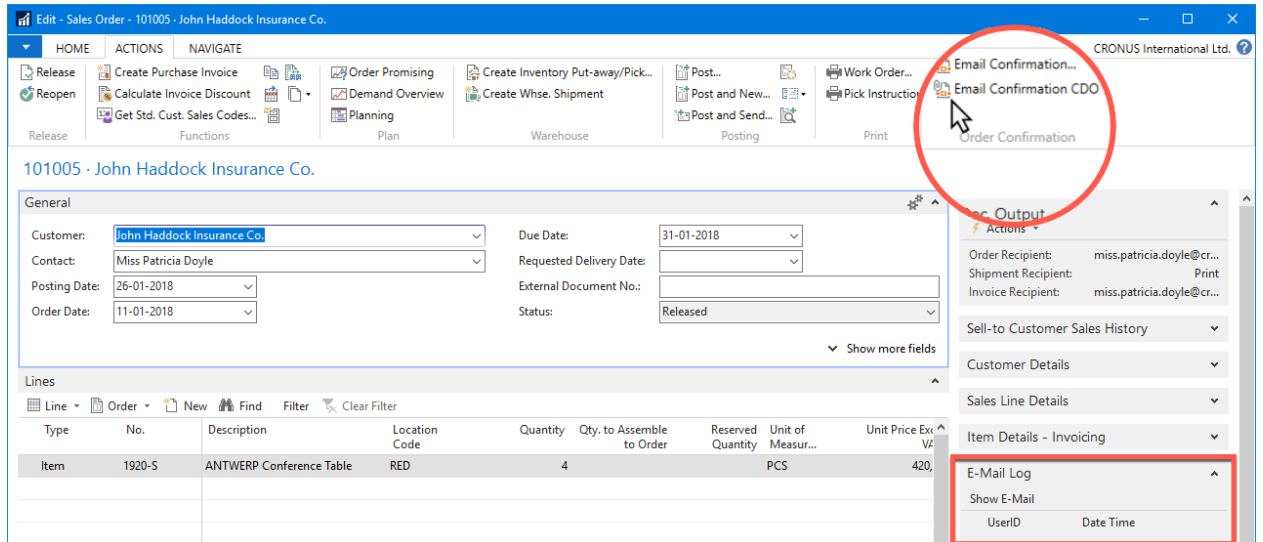 Edit - Sales Order - 101005 · John Haddock Insurance Co.
HOME ACTIONS NAVIGATE CRONUS International Ltd.
Release Create Purchase Invoice Order Promising Create Inventory Put-away/Pick... Post... Work Order... Email Confirmation...
Reopen Calculate Invoice Discount Demand Overview Create Whse. Shipment Post and New... Pick Instruction Email Confirmation CDO
Get Std. Cust. Sales Codes... Planning Post and Send...
Release Functions Plan Warehouse Posting Print Order Confirmation
101005 · John Haddock Insurance Co.
General
Customer: John Haddock Insurance Co. Due Date: 31-01-2018
Contact: Miss Patricia Doyle Requested Delivery Date:
Posting Date: 26-01-2018 External Document No.:
Order Date: 11-01-2018 Status: Released
Show more fields
Lines
Line Order New Find Filter Clear Filter
Type No. Description Location Code Quantity Qty. to Assemble to Order Reserved Quantity Unit of Measur... Unit Price Exc
Item 1920-S ANTWERP Conference Table RED 4 PCS 420,
Output
Actions
Order Recipient: miss.patricia.doyle@cr...
Shipment Recipient: Print
Invoice Recipient: miss.patricia.doyle@cr...
Sell-to Customer Sales History
Customer Details
Sales Line Details
Item Details - Invoicing
E-Mail Log
Show E-Mail
UserID Date Time